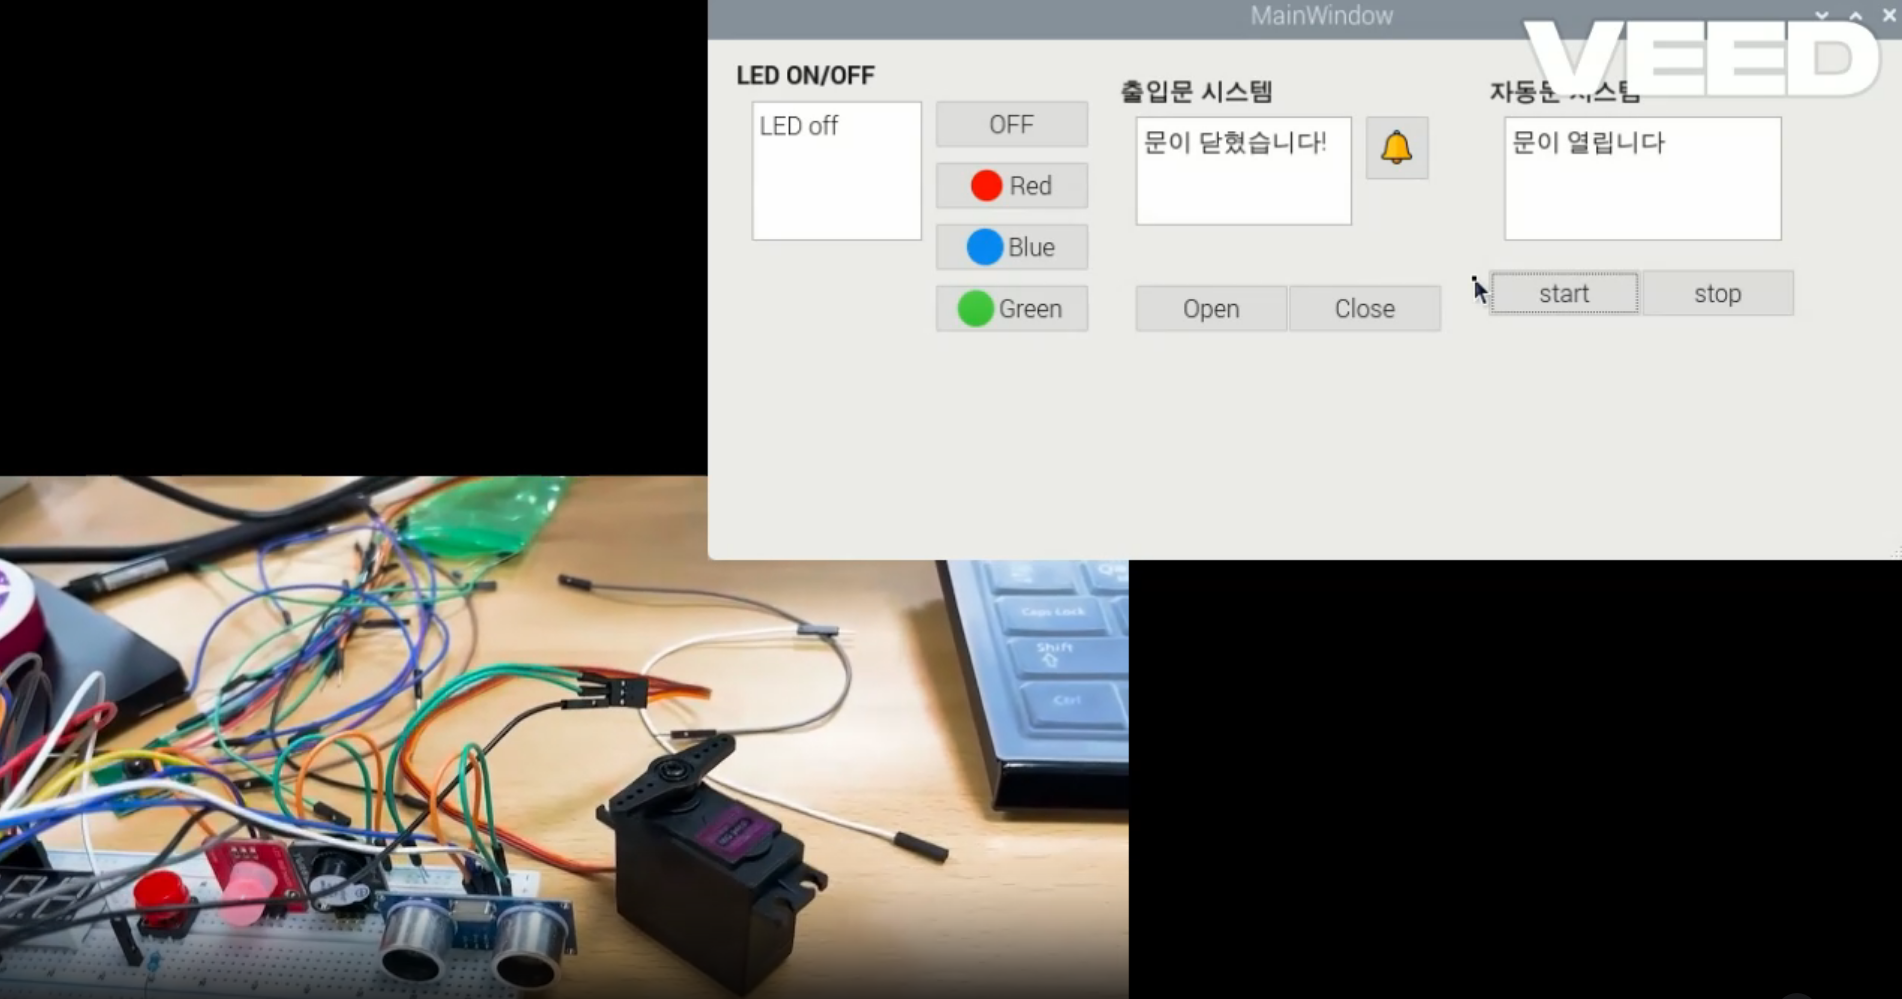 MainWindow
VEED
LED ON/OFF
LED off
OFF
Red
Blue
Green
출입문 시스템
문이 닫혔습니다!
Open
Close
자동문 시스템
문이 열립니다
start
stop
Caps Lock
Shift
Ctrl